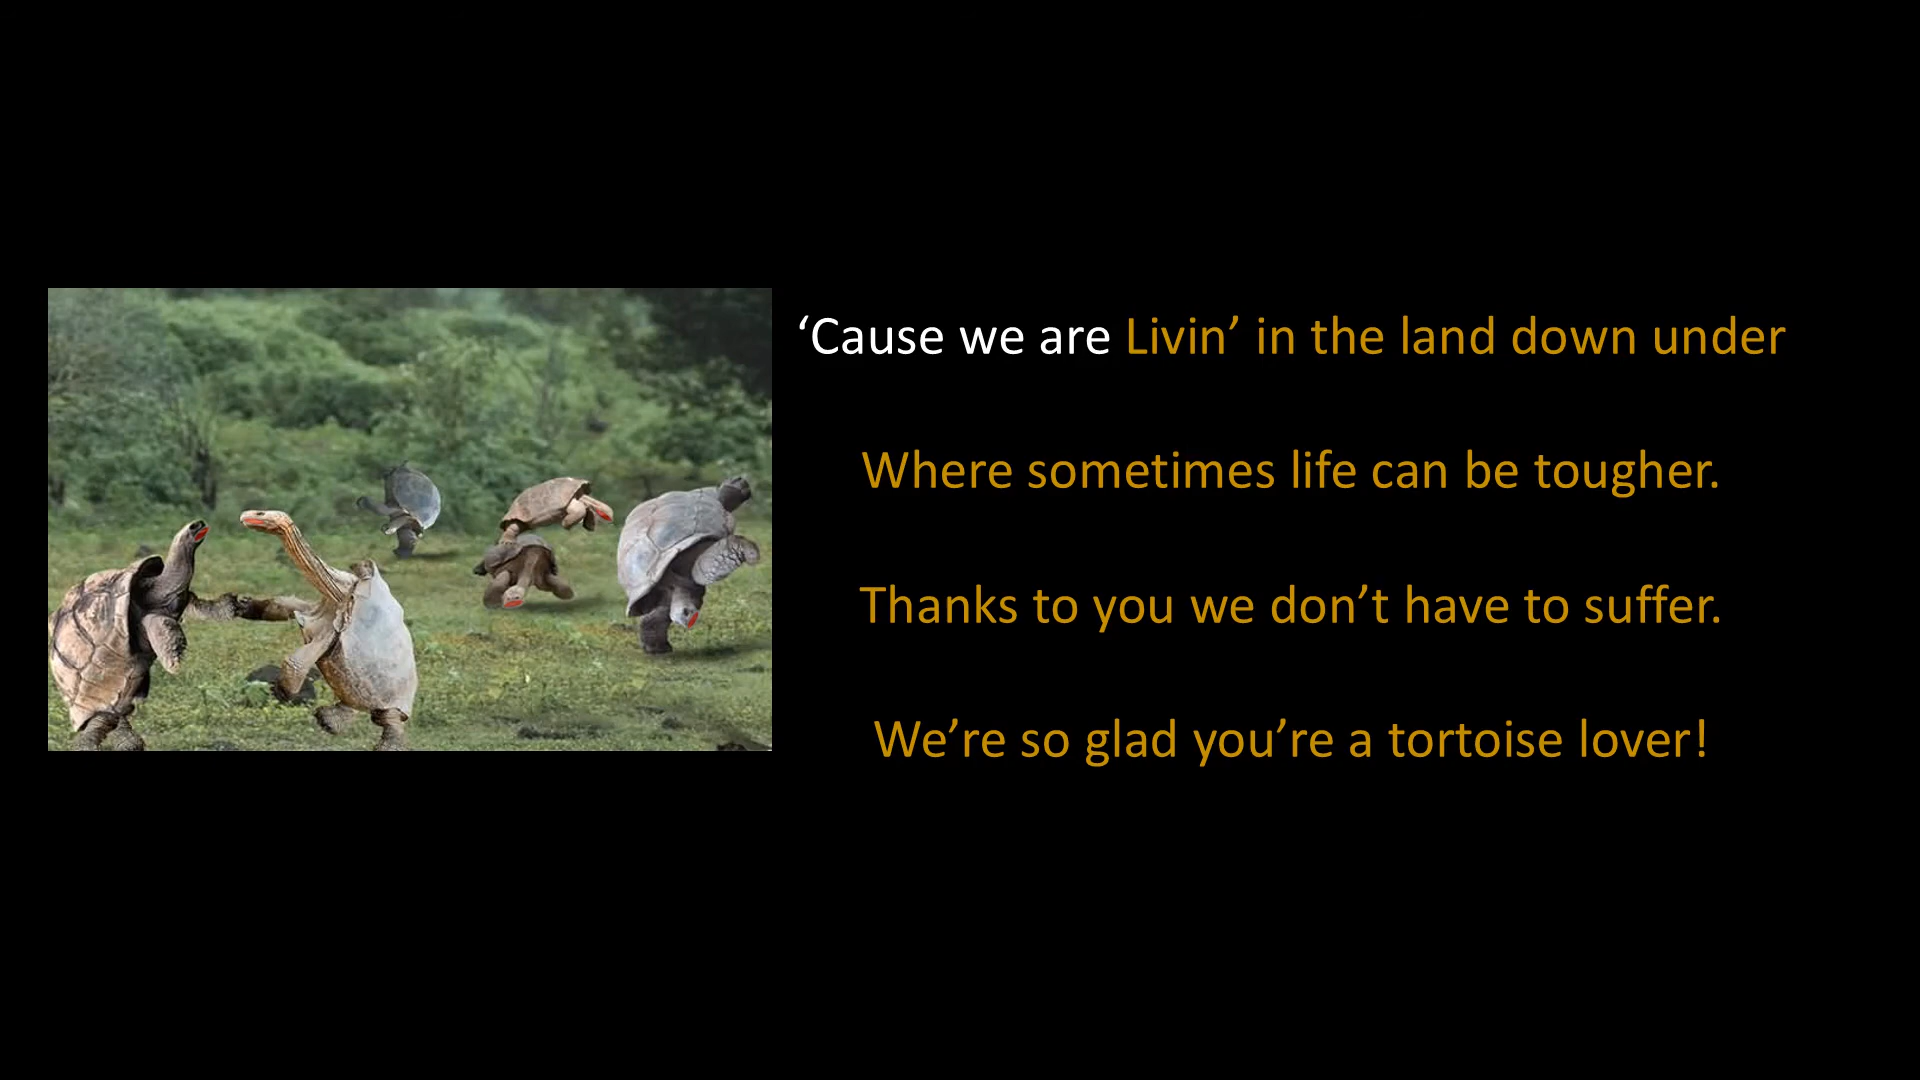 ‘Cause we are Livin’ in the land down under
Where sometimes life can be tougher.
Thanks to you we don’t have to suffer.
We’re so glad you’re a tortoise lover!